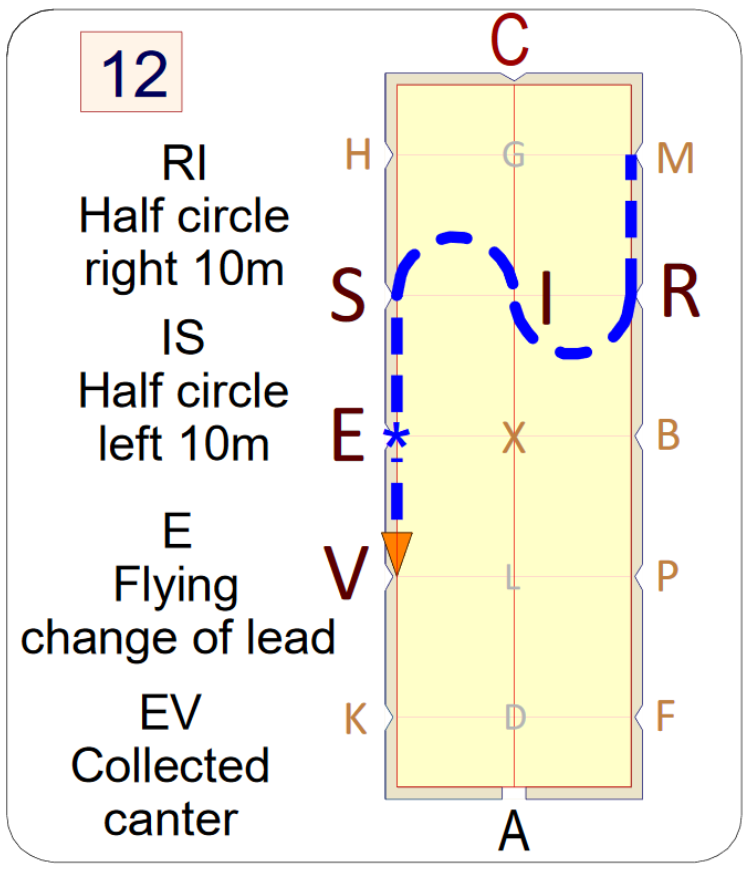 12
RI
Half circle
right 10m
IS
Half circle
left 10m
E
Flying
change of lead
EV
Collected
canter
C
H G M
S I R
E * X B
V L P
K D F
A